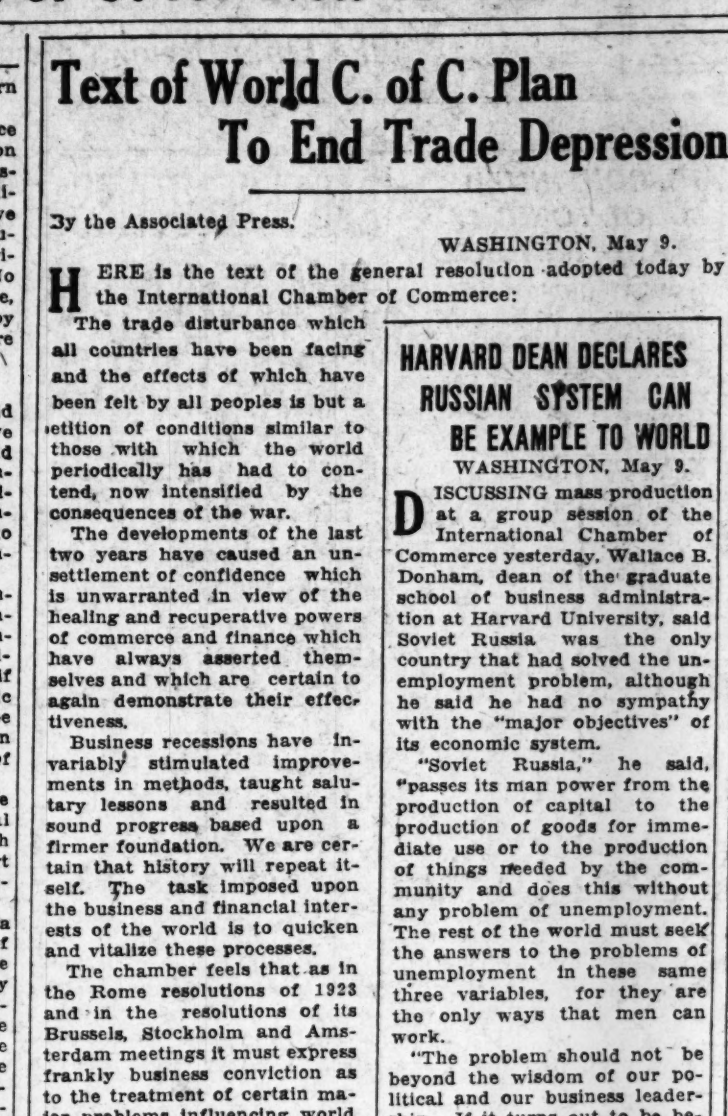 Text of World C. of C. Plan
To End Trade Depression
By the Associated Press.
WASHINGTON, May 9.
HERE is the text of the general resolution adopted today by
the International Chamber of Commerce:
The trade disturbance which
all countries have been facing
and the effects of which have
been felt by all peoples is but a
etition of conditions similar to
those with which the world
periodically has had to con-
tend, now intensified by the
consequences of the war.
The developments of the last
two years have caused an un-
settlement of confidence which
is unwarranted in view of the
healing and recuperative powers
of commerce and finance which
have always asserted them-
selves and which are certain to
again demonstrate their effec-
tiveness.
Business recessions have in-
variably stimulated improve-
ments in methods, taught salu-
tary lessons and resulted in
sound progress based upon a
firmer foundation. We are cer-
tain that history will repeat it-
self. The task imposed upon
the business and financial inter-
ests of the world is to quicken
and vitalize these processes.
The chamber feels that as in
the Rome resolutions of 1923
and in the resolutions of its
Brussels, Stockholm and Ams-
terdam meetings it must express
frankly business conviction as
to the treatment of certain ma-
jor problems influencing world
HARVARD DEAN DECLARES
RUSSIAN SYSTEM CAN
BE EXAMPLE TO WORLD
WASHINGTON, May 9.
DISCUSSING mass production
at a group session of the
International Chamber of
Commerce yesterday, Wallace B.
Donham, dean of the graduate
school of business administra-
tion at Harvard University, said
Soviet Russia was the only
country that had solved the un-
employment problem, although
he said he had no sympathy
with the "major objectives" of
its economic system.
"Soviet Russia," he said,
"passes its man power from the
production of capital to the
production of goods for imme-
diate use or to the production
of things needed by the com-
munity and does this without
any problem of unemployment.
The rest of the world must seek
the answers to the problems of
unemployment in these same
three variables, for they are
the only ways that men can
work.
"The problem should not be
beyond the wisdom of our po-
litical and our business leader-